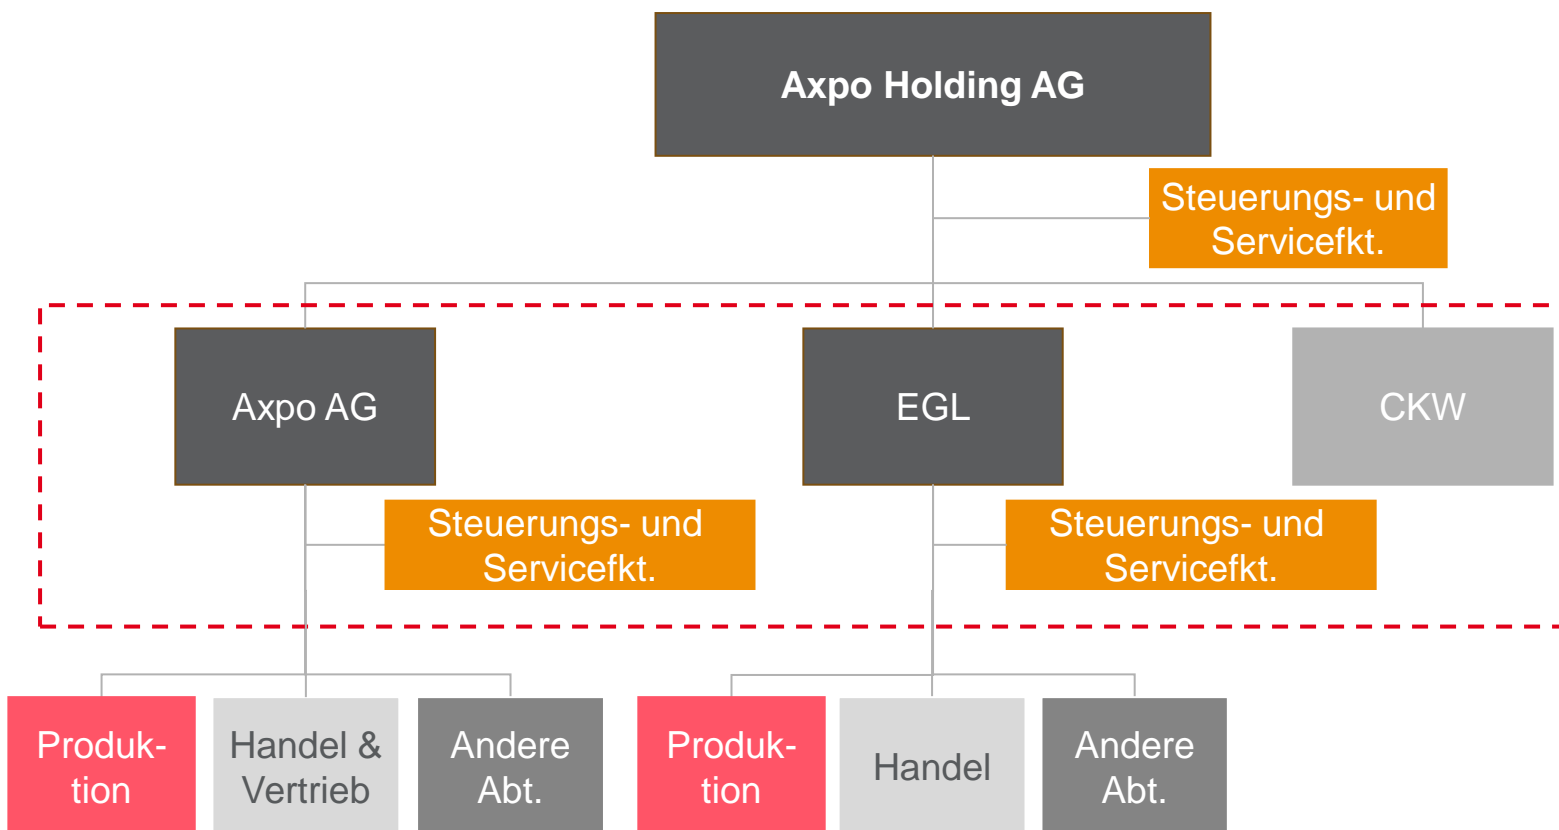 Axpo Holding AG
Steuerungs- und
Servicefkt.
Axpo AG
EGL
CKW
Steuerungs- und
Servicefkt.
Steuerungs- und
Servicefkt.
Produk-
tion
Handel &
Vertrieb
Andere
Abt.
Produk-
tion
Handel
Andere
Abt.